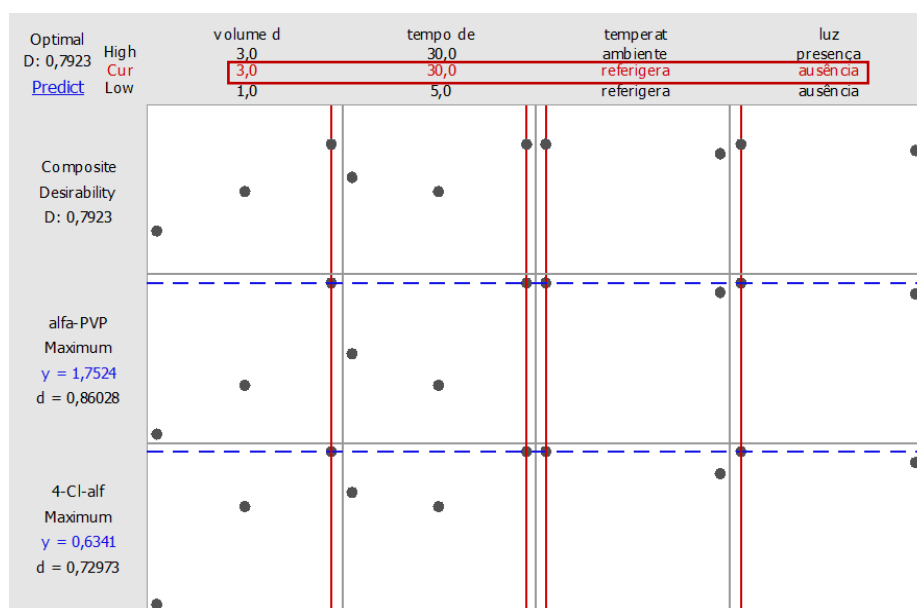 volume d tempo de temperat luz
Optimal High 3,0 30,0 ambiente presença
D: 0,7923 Cur 3,0 30,0 referigera ausência
Predict Low 1,0 5,0 referigera ausência
Composite
Desirability
D: 0,7923
alfa-PVP
Maximum
y = 1,7524
d = 0,86028
4-Cl-alf
Maximum
y = 0,6341
d = 0,72973